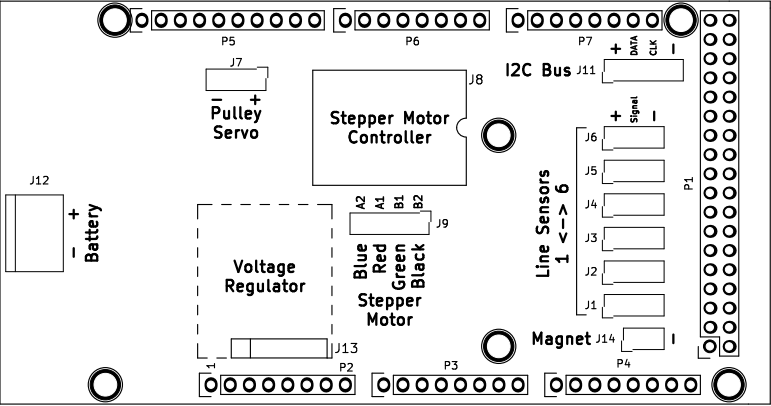 P5
P6
P7
J7
- +
Pulley
Servo
J8
Stepper Motor
Controller
+ DATA CLK -
I2C Bus J11
+ Signal -
J6
J5
J4
J3
J2
J1
Line Sensors
1 <-> 6
P1
J12
+
-
Battery
A2 A1 B1 B2
J9
Blue
Red
Green
Black
Stepper
Motor
Voltage
Regulator
J13
Magnet J14 -
1
P2
P3
P4